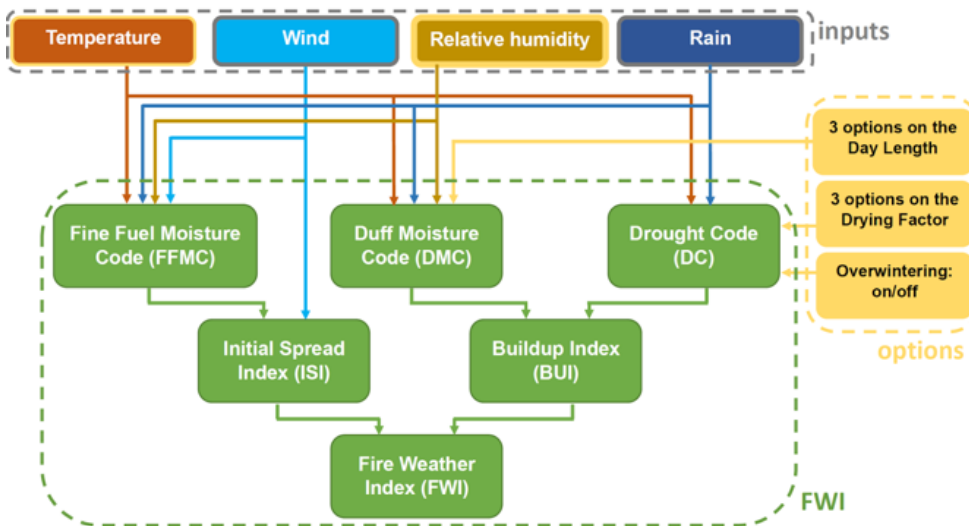 Temperature
Wind
Relative humidity
Rain
inputs
3 options on the
Day Length
3 options on the
Drying Factor
Overwintering:
on/off
options
Fine Fuel Moisture
Code (FFMC)
Duff Moisture
Code (DMC)
Drought Code
(DC)
Initial Spread
Index (ISI)
Buildup Index
(BUI)
Fire Weather
Index (FWI)
FWI